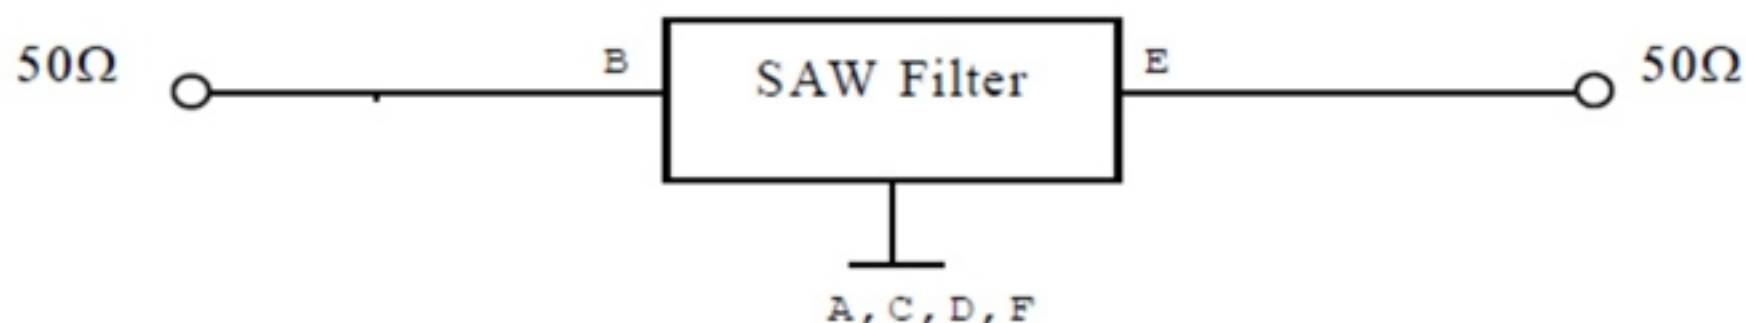 50Ω
B
SAW Filter
E
50Ω
A, C, D, F